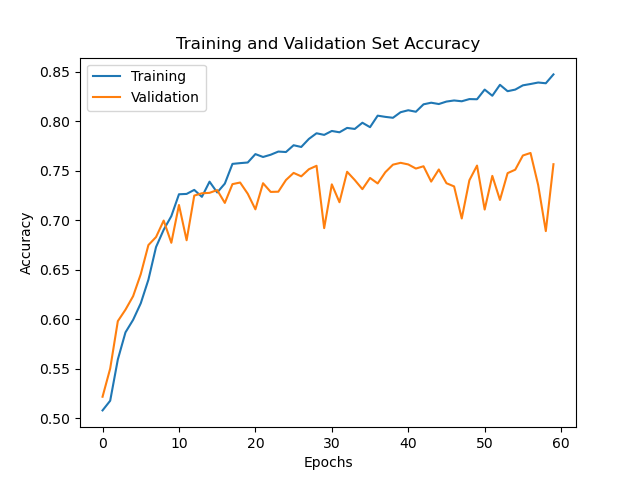 Training and Validation Set Accuracy
Training
Validation
0.85
0.80
0.75
0.70
0.65
0.60
0.55
0.50
Accuracy
0 10 20 30 40 50 60
Epochs